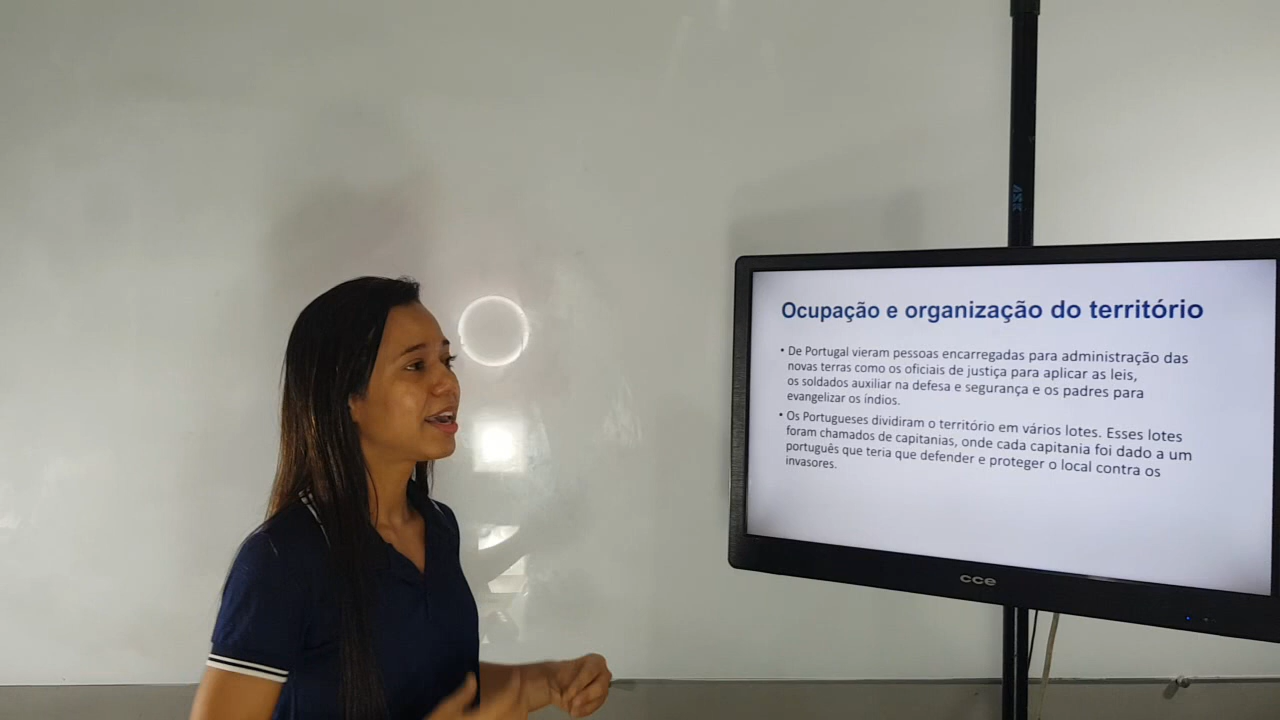 Ocupação e organização do território
• De Portugal vieram pessoas encarregadas para administração das
novas terras como os oficiais de justiça para aplicar as leis,
os soldados auxiliar na defesa e segurança e os padres para
evangelizar os índios.
• Os Portugueses dividiram o território em vários lotes. Esses lotes
foram chamados de capitanias, onde cada capitania foi dado a um
português que teria que defender e proteger o local contra os
invasores.
cce